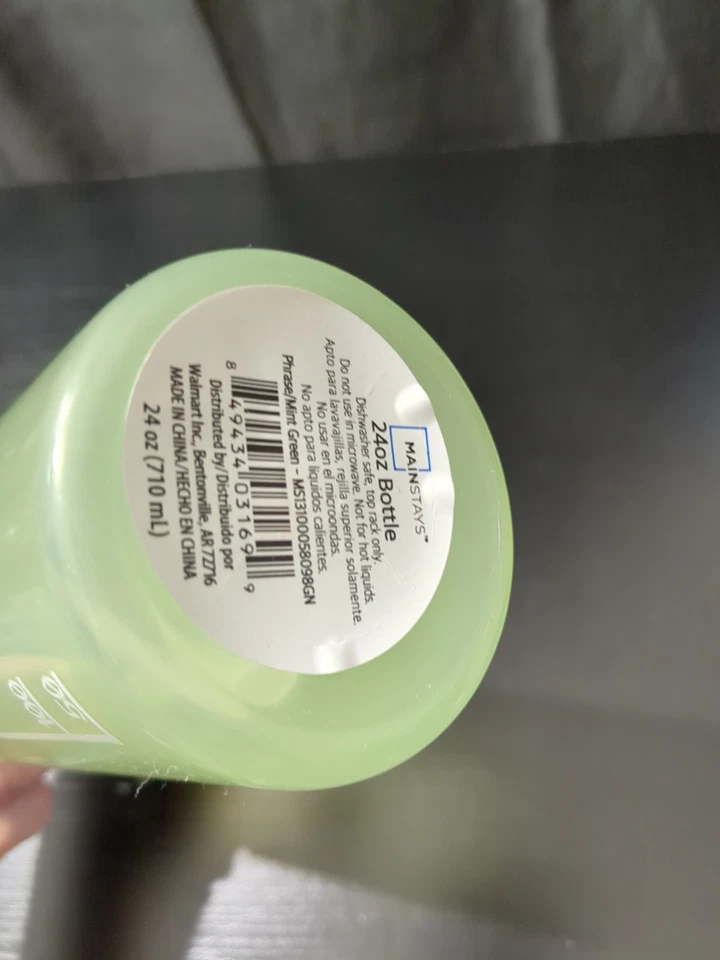 MAINSTAYS™
24oz Bottle
Dishwasher safe, top rack only.
Do not use in microwave. Not for hot liquids.
Apto para lavavajillas, rejilla superior solamente.
No usar en el microondas.
No apto para líquidos calientes.
Phrase/Mint Green - MS13100058098GN
8 49434 03169 9
Distributed by/Distribuido por
Walmart Inc., Bentonville, AR 72716
MADE IN CHINA/HECHO EN CHINA
24 oz (710 mL)